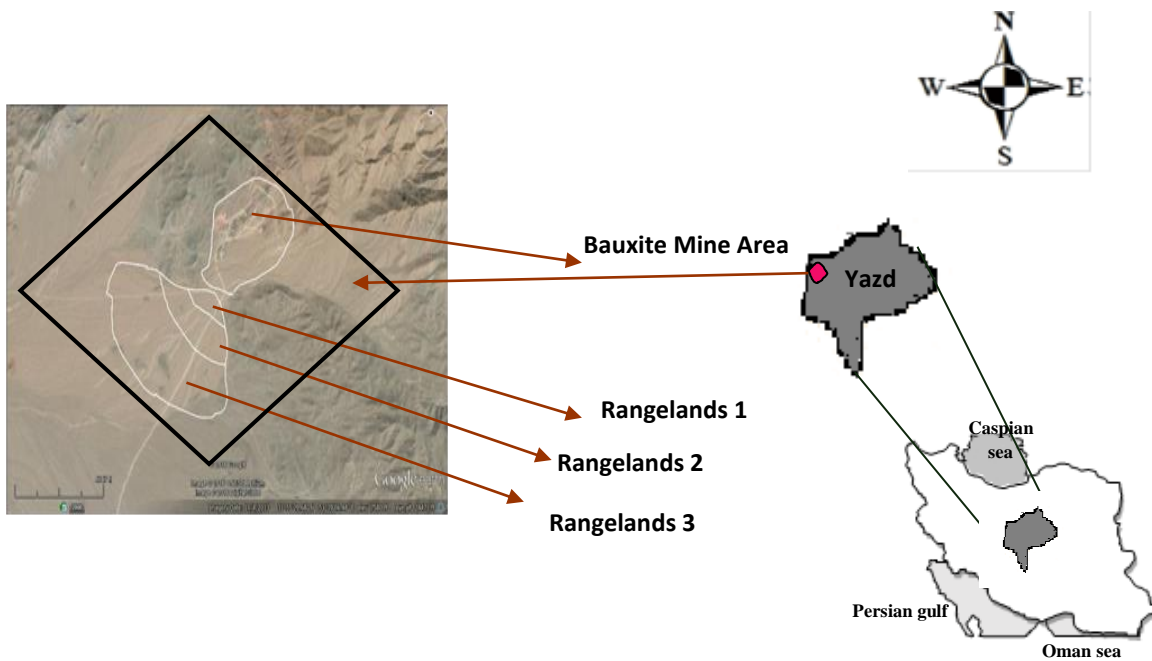 N
W
E
S
Bauxite Mine Area
Yazd
Rangelands 1
Rangelands 2
Rangelands 3
Caspian
sea
Persian gulf
Oman sea
Google